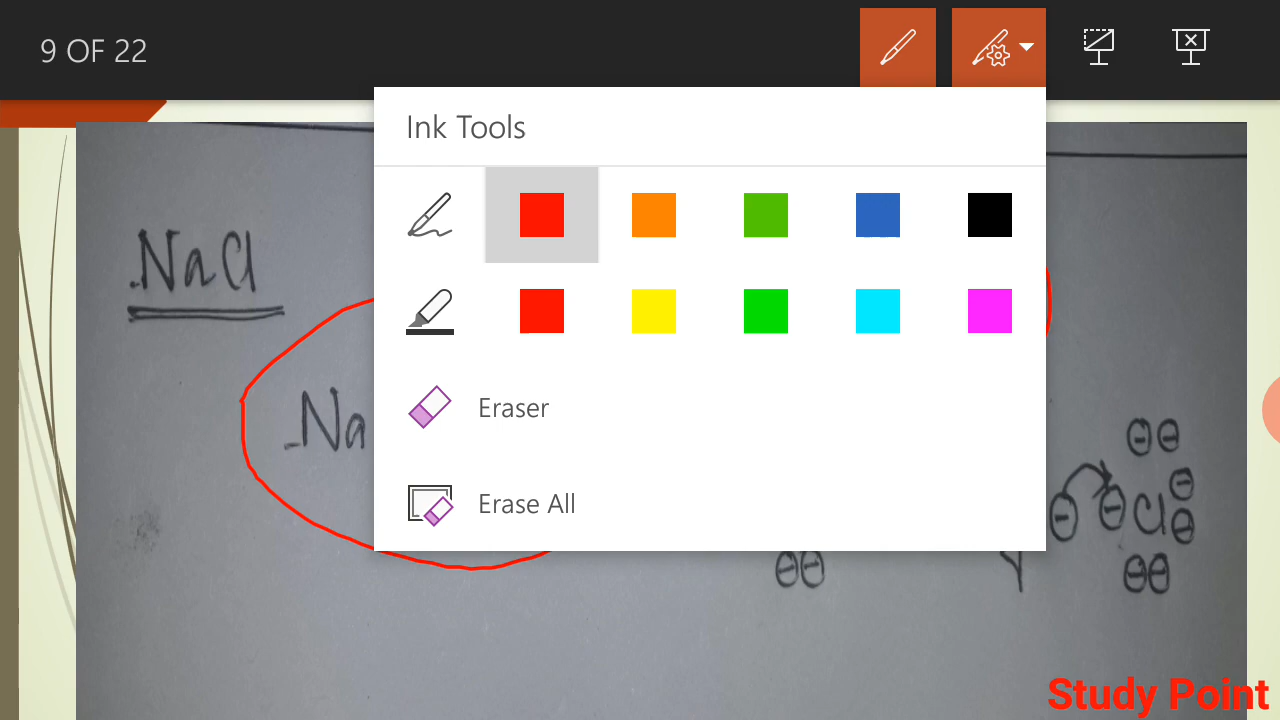 9 OF 22
Ink Tools
NaCl
Na
Eraser
Erase All
Cl
Study Point